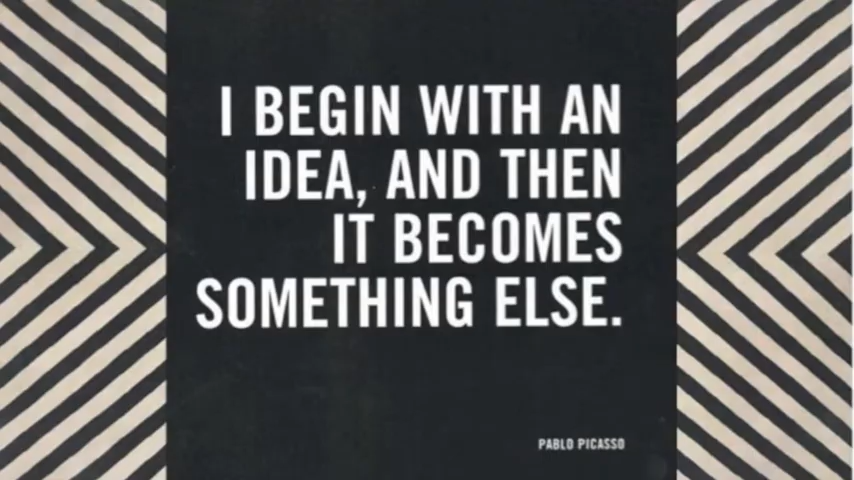 I BEGIN WITH AN
IDEA, AND THEN
IT BECOMES
SOMETHING ELSE.
PABLO PICASSO